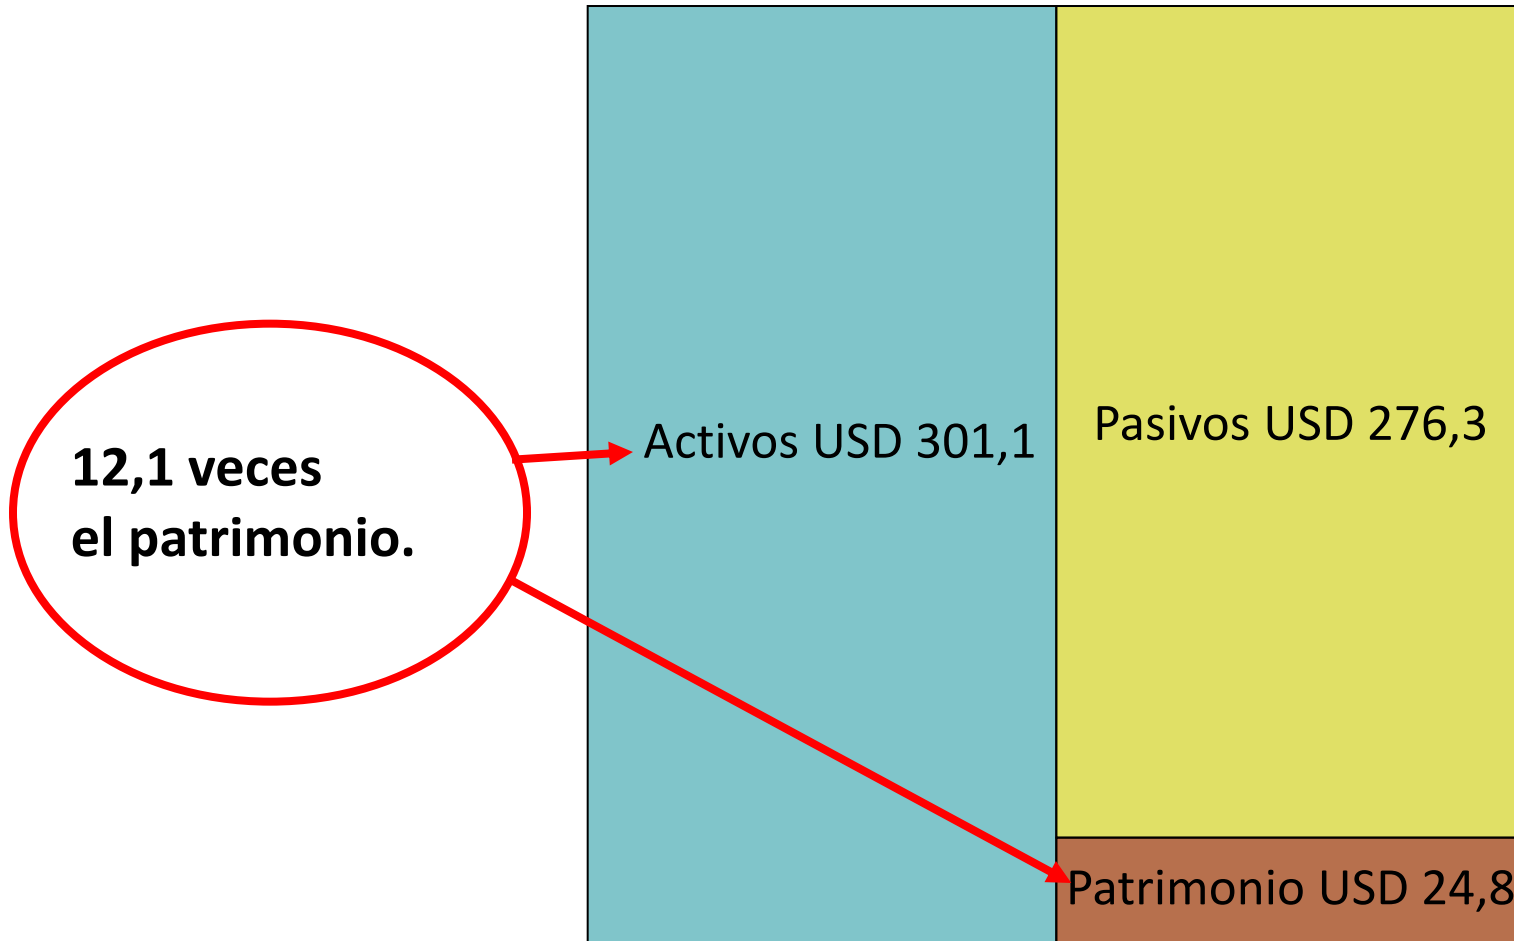 12,1 veces
el patrimonio.
Activos USD 301,1
Pasivos USD 276,3
Patrimonio USD 24,8